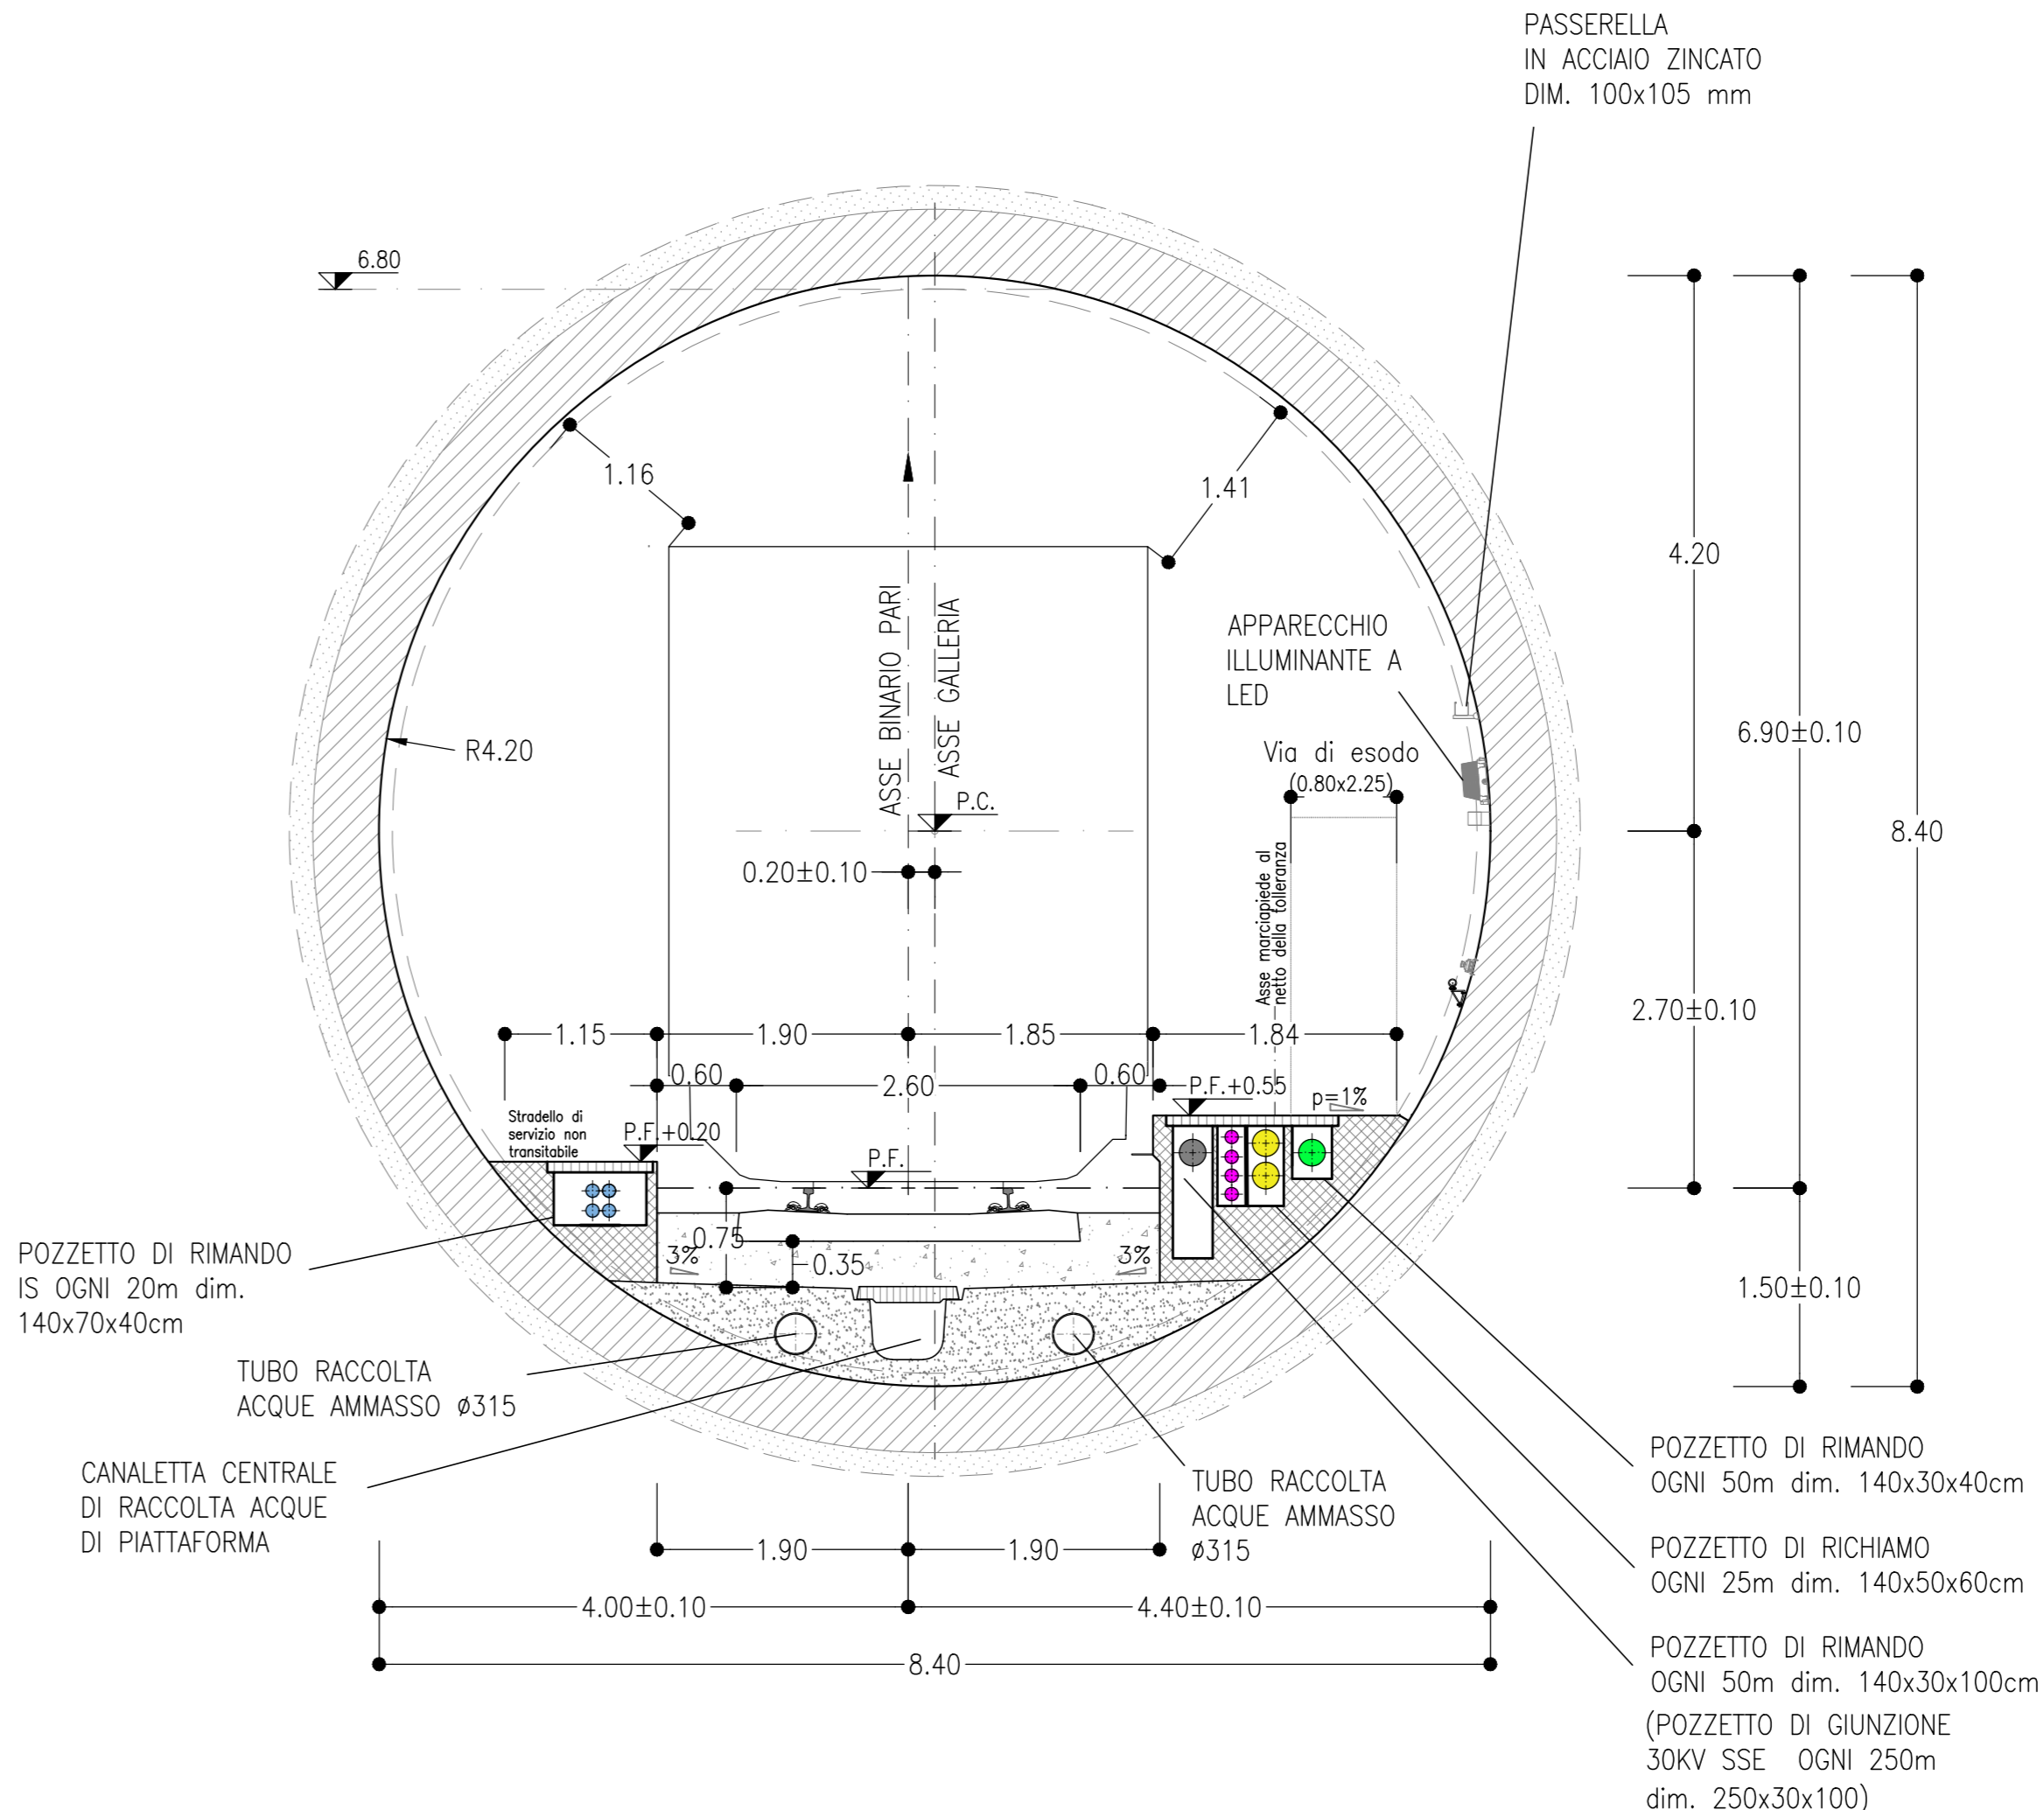 PASSERELLA
IN ACCIAIO ZINCATO
DIM. 100x105 mm
6.80
1.16
1.41
4.20
ASSE BINARIO PARI
ASSE GALLERIA
APPARECCHIO
ILLUMINANTE A
LED
R4.20
6.90±0.10
Via di esodo
(0.80x2.25)
P.C.
8.40
0.20±0.10
Asse marciapiede al
netto della tolleranza
2.70±0.10
1.15
1.90
1.85
1.84
0.60
2.60
0.60
P.F.+0.55
p=1%
Stradello di
servizio non
transitabile
P.F.+0.20
P.F.
0.75
3%
0.35
3%
POZZETTO DI RIMANDO
IS OGNI 20m dim.
140x70x40cm
1.50±0.10
TUBO RACCOLTA
ACQUE AMMASSO ø315
CANALETTA CENTRALE
DI RACCOLTA ACQUE
DI PIATTAFORMA
TUBO RACCOLTA
ACQUE AMMASSO
ø315
POZZETTO DI RIMANDO
OGNI 50m dim. 140x30x40cm
POZZETTO DI RICHIAMO
OGNI 25m dim. 140x50x60cm
POZZETTO DI RIMANDO
OGNI 50m dim. 140x30x100cm
(POZZETTO DI GIUNZIONE
30KV SSE OGNI 250m
dim. 250x30x100)
1.90
1.90
4.00±0.10
4.40±0.10
8.40